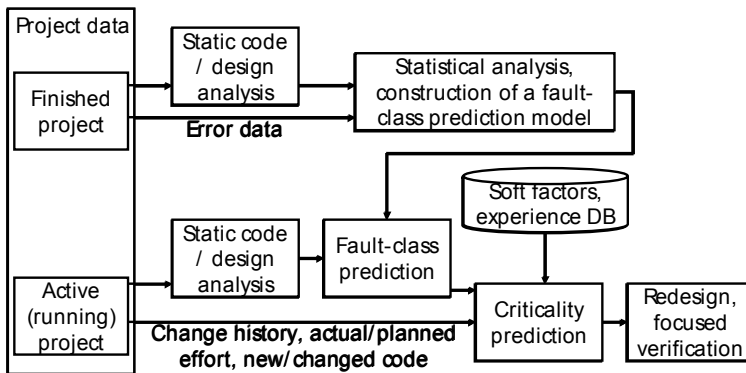 Project data
Static code
/ design
analysis
Statistical analysis,
construction of a fault-
class prediction model
Finished
project
Error data
Soft factors,
experience DB
Static code
/ design
analysis
Fault-class
prediction
Active
(running)
project
Change history, actual/planned
effort, new/changed code
Criticality
prediction
Redesign,
focused
verification